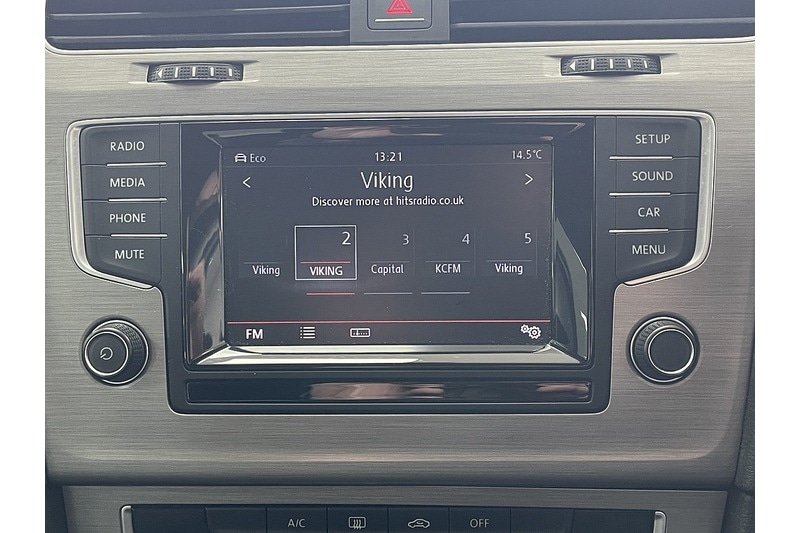 RADIO
MEDIA
PHONE
MUTE
Eco 13:21 14.5°C
< Viking >
Discover more at hitsradio.co.uk
2 3 4 5
Viking VIKING Capital KCFM Viking
FM
SETUP
SOUND
CAR
MENU
A/C OFF